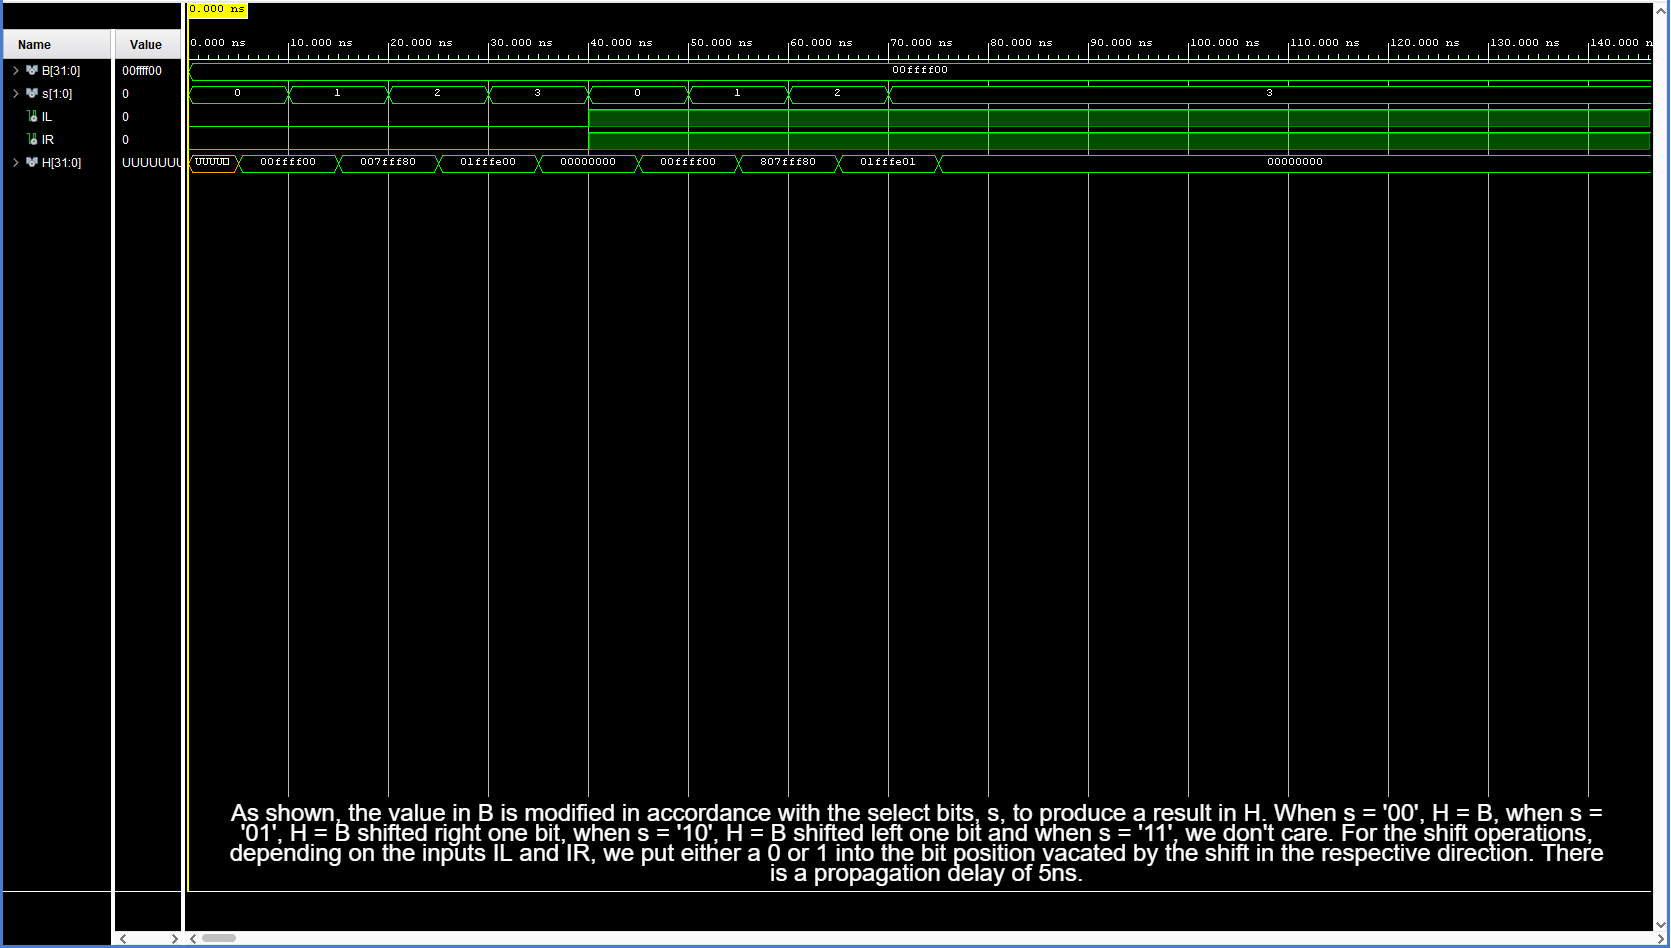 0.000 ns
Name Value 0.000 ns 10.000 ns 20.000 ns 30.000 ns 40.000 ns 50.000 ns 60.000 ns 70.000 ns 80.000 ns 90.000 ns 100.000 ns 110.000 ns 120.000 ns 130.000 ns 140.000 n
B[31:0] 00ffff00 00ffff00
s[1:0] 0 0 1 2 3 0 1 2 3
IL 0
IR 0
H[31:0] UUUUUUU UUUU 00ffff00 007fff80 01fffe00 00000000 00ffff00 807fff80 01fffe01 00000000
As shown, the value in B is modified in accordance with the select bits, s, to produce a result in H. When s = '00', H = B, when s =
'01', H = B shifted right one bit, when s = '10', H = B shifted left one bit and when s = '11', we don't care. For the shift operations,
depending on the inputs IL and IR, we put either a 0 or 1 into the bit position vacated by the shift in the respective direction. There
is a propagation delay of 5ns.